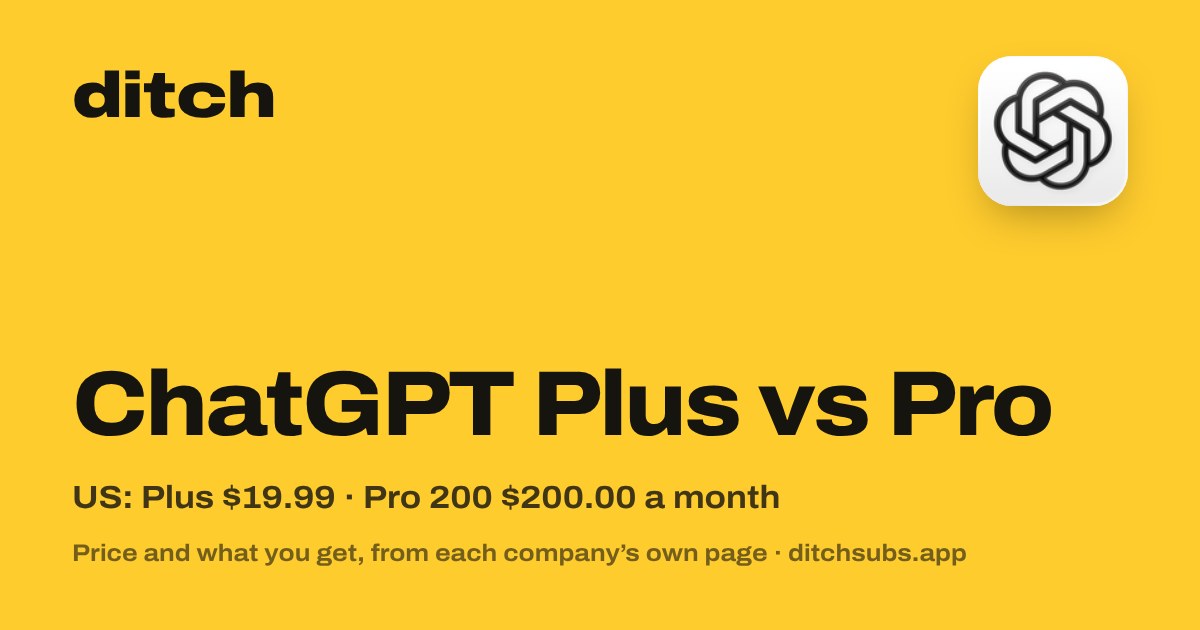 ditch
ChatGPT Plus vs Pro
US: Plus $19.99 · Pro 200 $200.00 a month
Price and what you get, from each company’s own page · ditchsubs.app